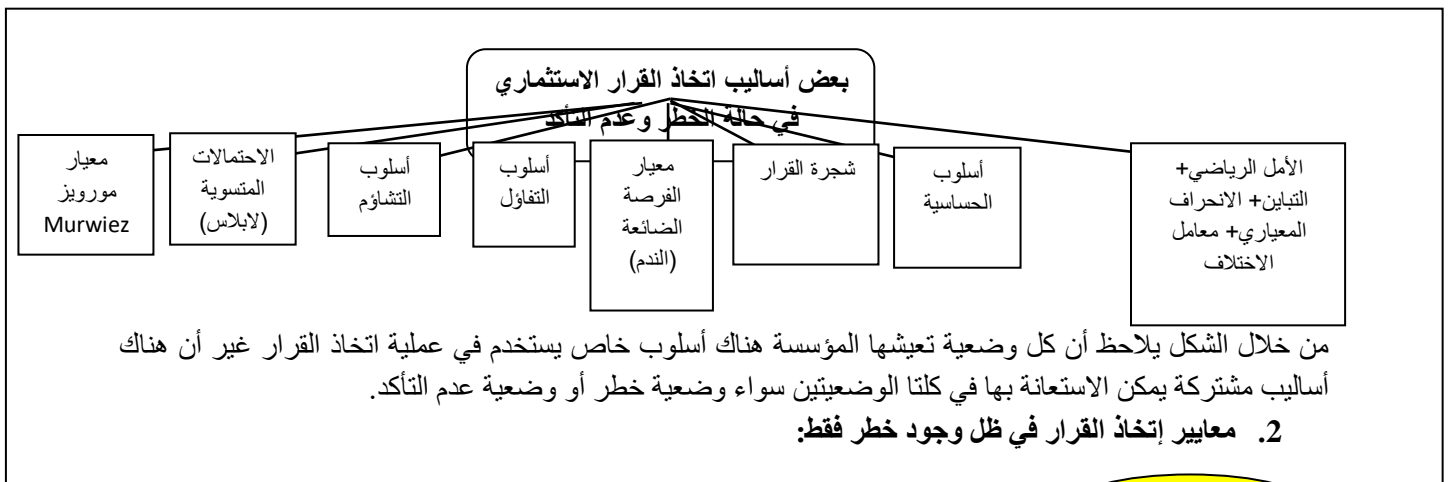 بعض أساليب اتخاذ القرار الاستثماري
في حالة الخطر وعدم التأكد
الأمل الرياضي+
التباين+ الانحراف
المعياري+ معامل
الاختلاف
أسلوب
الحساسية
شجرة القرار
معيار
الفرصة
الضائعة
(الندم)
أسلوب
التفاؤل
أسلوب
التشاؤم
الاحتمالات
المتسوية
(لابلاس)
معيار
مورويز
Murwiez
من خلال الشكل يلاحظ أن كل وضعية تعيشها المؤسسة هناك أسلوب خاص يستخدم في عملية اتخاذ القرار غير أن هناك
أساليب مشتركة يمكن الاستعانة بها في كلتا الوضعيتين سواء وضعية خطر أو وضعية عدم التأكد.
2. معايير إتخاذ القرار في ظل وجود خطر فقط: